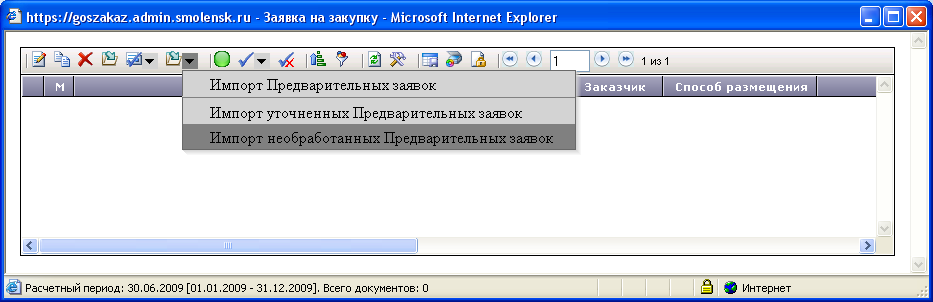 https://goszakaz.admin.smolensk.ru - Заявка на закупку - Microsoft Internet Explorer
1 1 из 1
М Заказчик Способ размещения
Импорт Предварительных заявок
Импорт уточненных Предварительных заявок
Импорт необработанных Предварительных заявок
Расчетный период: 30.06.2009 [01.01.2009 - 31.12.2009]. Всего документов: 0 Интернет